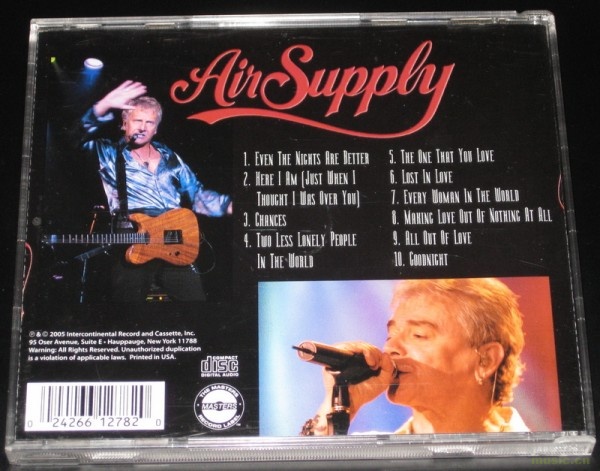 Air Supply
1. Even The Nights Are Better
2. Here I Am (Just When I
Thought I Was Over You)
3. Chances
4. Two Less Lonely People
In The World
5. The One That You Love
6. Lost In Love
7. Every Woman In The World
8. Making Love Out Of Nothing At All
9. All Out Of Love
10. Goodnight
℗ & © 2005 Intercontinental Record and Cassette, Inc.
95 Oser Avenue, Suite E - Hauppauge, New York 11788
Warning: All Rights Reserved. Unauthorized duplication
is a violation of applicable laws. Printed in USA.
COMPACT
disc
DIGITAL AUDIO
THE MASTERS
MASTERS
RECORD LABEL
0 24266 12782 0